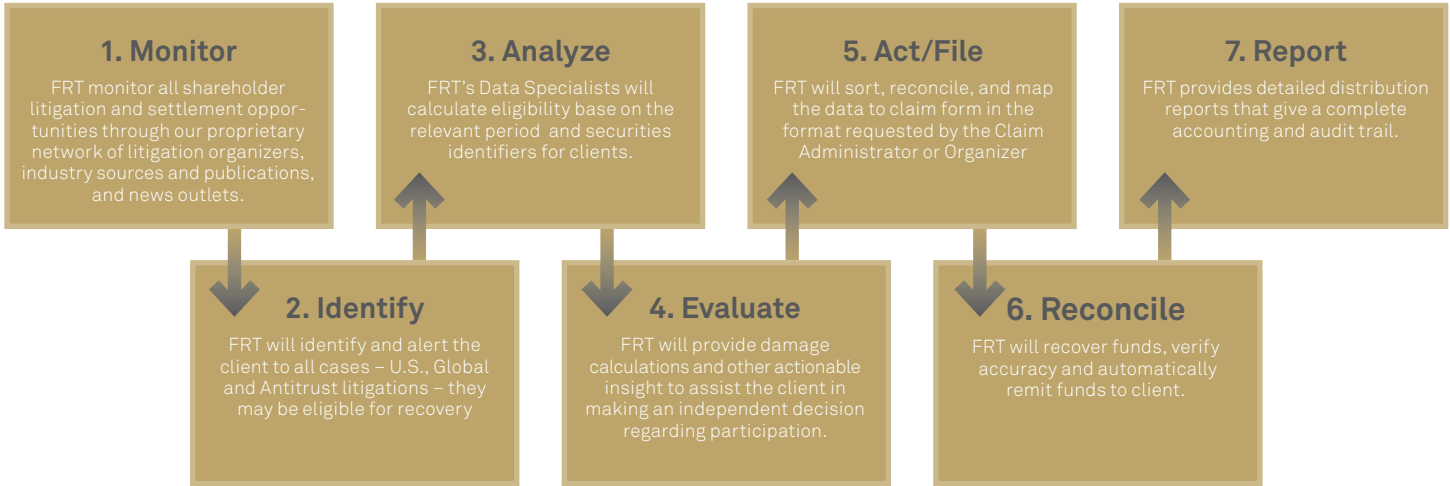 1. Monitor
FRT monitor all shareholder
litigation and settlement oppor-
tunities through our proprietary
network of litigation organizers,
industry sources and publications,
and news outlets.
2. Identify
FRT will identify and alert the
client to all cases – U.S., Global
and Antitrust litigations – they
may be eligible for recovery
3. Analyze
FRT's Data Specialists will
calculate eligibility base on the
relevant period and securities
identifiers for clients.
4. Evaluate
FRT will provide damage
calculations and other actionable
insight to assist the client in
making an independent decision
regarding participation.
5. Act/File
FRT will sort, reconcile, and map
the data to claim form in the
format requested by the Claim
Administrator or Organizer
6. Reconcile
FRT will recover funds, verify
accuracy and automatically
remit funds to client.
7. Report
FRT provides detailed distribution
reports that give a complete
accounting and audit trail.